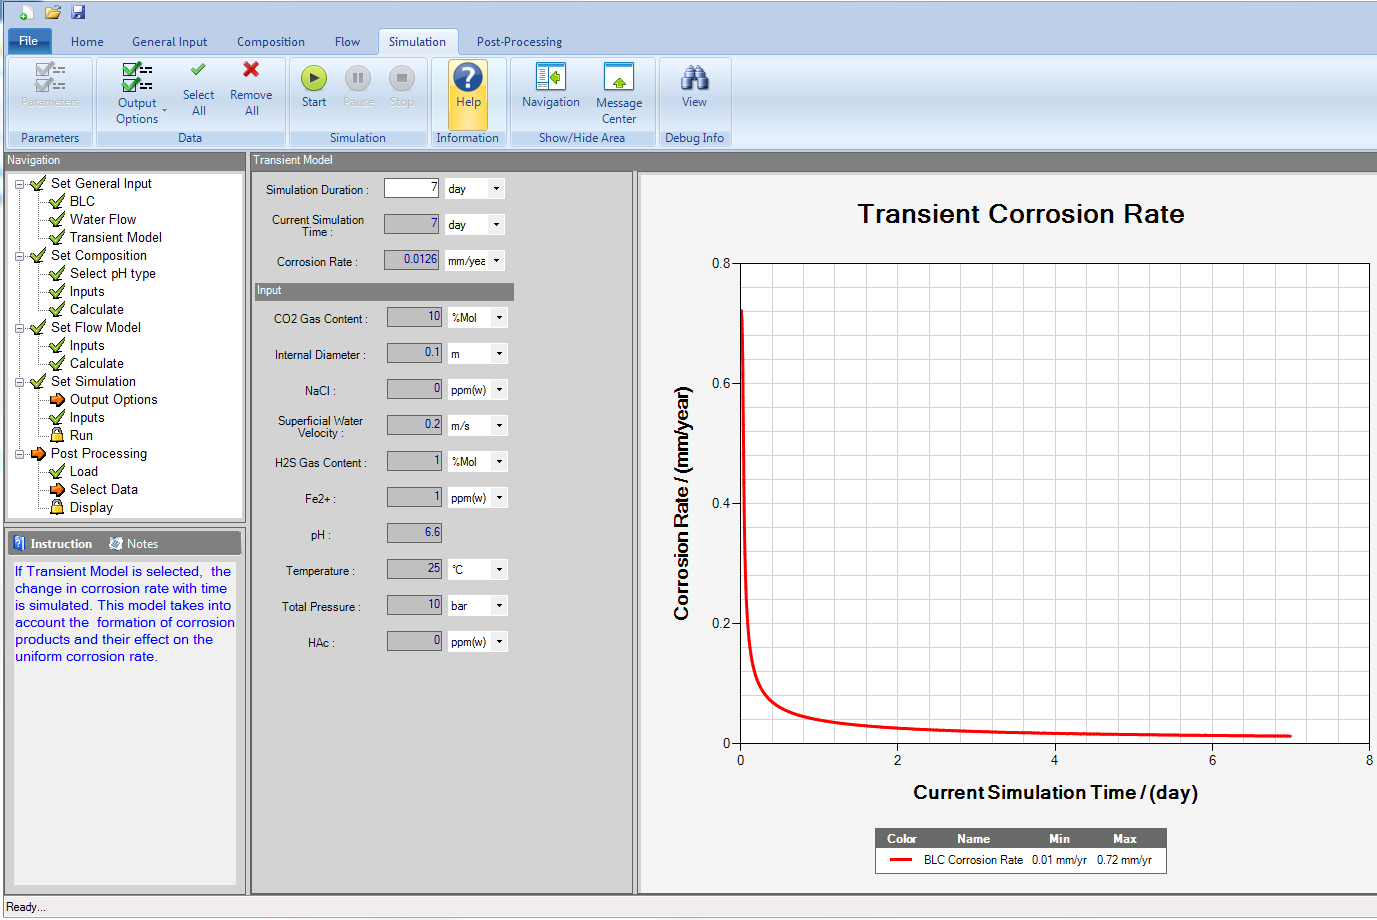 File
Home
General Input
Composition
Flow
Simulation
Post-Processing
Parameters
Output
Options
Select
All
Remove
All
Start
Pause
Stop
Help
Navigation
Message
Center
View
Parameters
Data
Simulation
Information
Show/Hide Area
Debug Info
Navigation
Set General Input
BLC
Water Flow
Transient Model
Set Composition
Select pH type
Inputs
Calculate
Set Flow Model
Inputs
Calculate
Set Simulation
Output Options
Inputs
Run
Post Processing
Load
Select Data
Display
Instruction
Notes
If Transient Model is selected, the
change in corrosion rate with time
is simulated. This model takes into
account the formation of corrosion
products and their effect on the
uniform corrosion rate.
Transient Model
Simulation Duration : 7 day
Current Simulation
Time : 7 day
Corrosion Rate : 0.0126 mm/yea
Input
CO2 Gas Content : 10 %Mol
Internal Diameter : 0.1 m
NaCl : 0 ppm(w)
Superficial Water
Velocity : 0.2 m/s
H2S Gas Content : 1 %Mol
Fe2+ : 1 ppm(w)
pH : 6.6
Temperature : 25 °C
Total Pressure : 10 bar
HAc : 0 ppm(w)
Transient Corrosion Rate
Corrosion Rate / (mm/year)
0.8
0.6
0.4
0.2
0
0 2 4 6 8
Current Simulation Time / (day)
Color Name Min Max
BLC Corrosion Rate 0.01 mm/yr 0.72 mm/yr
Ready...